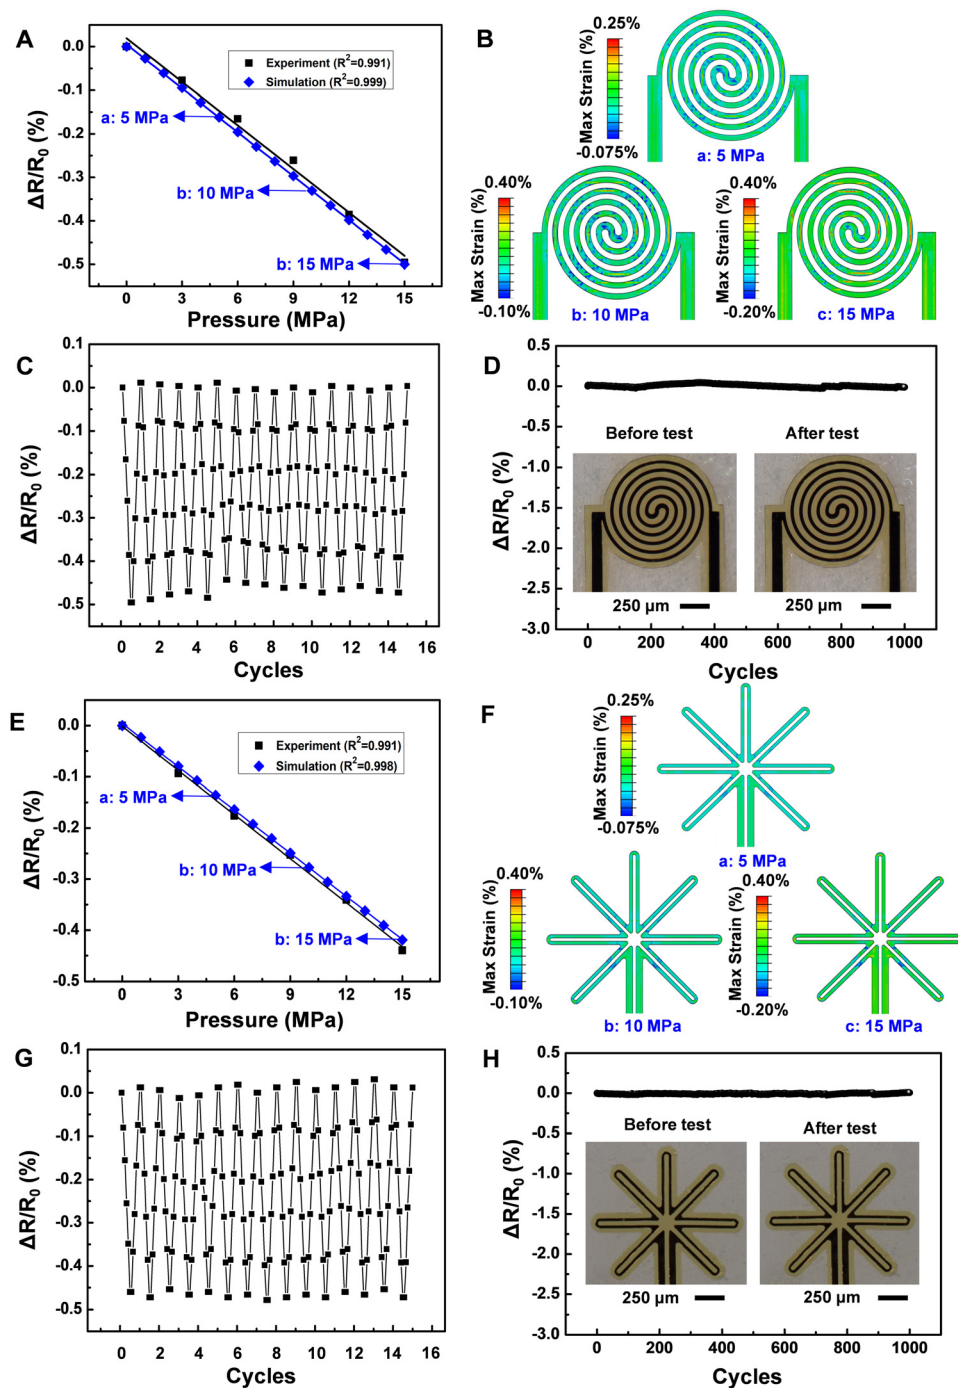 A
0.0
-0.1
-0.2
-0.3
-0.4
-0.5
ΔR/R0 (%)
Experiment (R2=0.991)
Simulation (R2=0.999)
a: 5 MPa
b: 10 MPa
b: 15 MPa
0 3 6 9 12 15
Pressure (MPa)
B
0.25%
Max Strain (%)
-0.075%
a: 5 MPa
0.40%
Max Strain (%)
-0.10%
b: 10 MPa
0.40%
Max Strain (%)
-0.20%
c: 15 MPa
C
0.1
0.0
-0.1
-0.2
-0.3
-0.4
-0.5
ΔR/R0 (%)
0 2 4 6 8 10 12 14 16
Cycles
D
0.5
0.0
-0.5
-1.0
-1.5
-2.0
-2.5
-3.0
ΔR/R0 (%)
Before test After test
250 μm 250 μm
0 200 400 600 800 1000
Cycles
E
0.0
-0.1
-0.2
-0.3
-0.4
-0.5
ΔR/R0 (%)
Experiment (R2=0.991)
Simulation (R2=0.998)
a: 5 MPa
b: 10 MPa
b: 15 MPa
0 3 6 9 12 15
Pressure (MPa)
F
0.25%
Max Strain (%)
-0.075%
a: 5 MPa
0.40%
Max Strain (%)
-0.10%
b: 10 MPa
0.40%
Max Strain (%)
-0.20%
c: 15 MPa
G
0.1
0.0
-0.1
-0.2
-0.3
-0.4
-0.5
ΔR/R0 (%)
0 2 4 6 8 10 12 14 16
Cycles
H
0.5
0.0
-0.5
-1.0
-1.5
-2.0
-2.5
-3.0
ΔR/R0 (%)
Before test After test
250 μm 250 μm
0 200 400 600 800 1000
Cycles